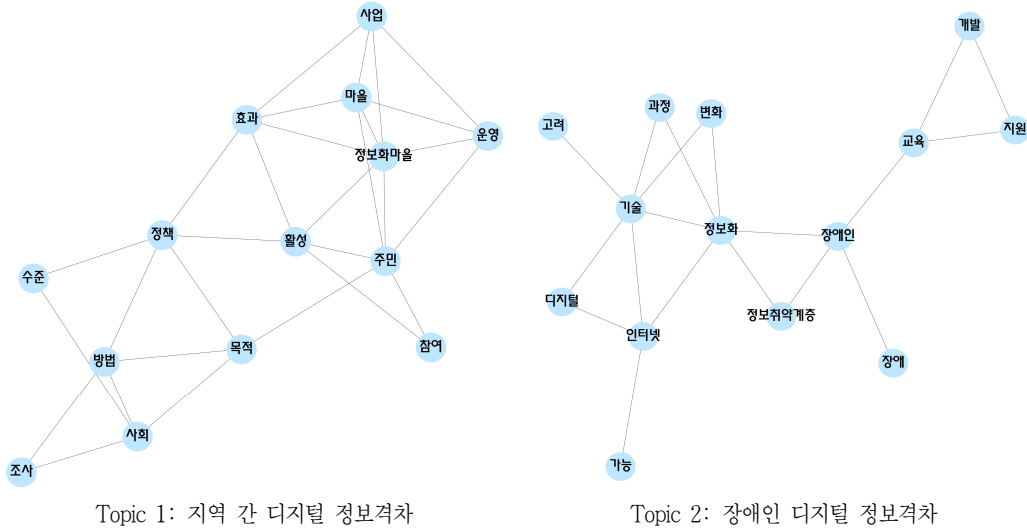 사업
마을
효과
운영
정보화마을
정책
활성
주민
수준
목적
참여
방법
사회
조사
Topic 1: 지역 간 디지털 정보격차
개발
과정
변화
고려
지원
교육
기술
정보화
장애인
디지털
정보취약계층
인터넷
장애
가능
Topic 2: 장애인 디지털 정보격차